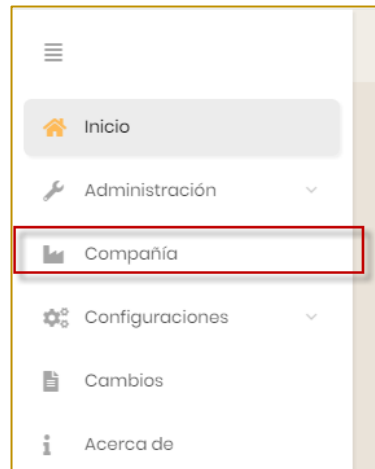 Inicio
Administración
Compañía
Configuraciones
Cambios
Acerca de